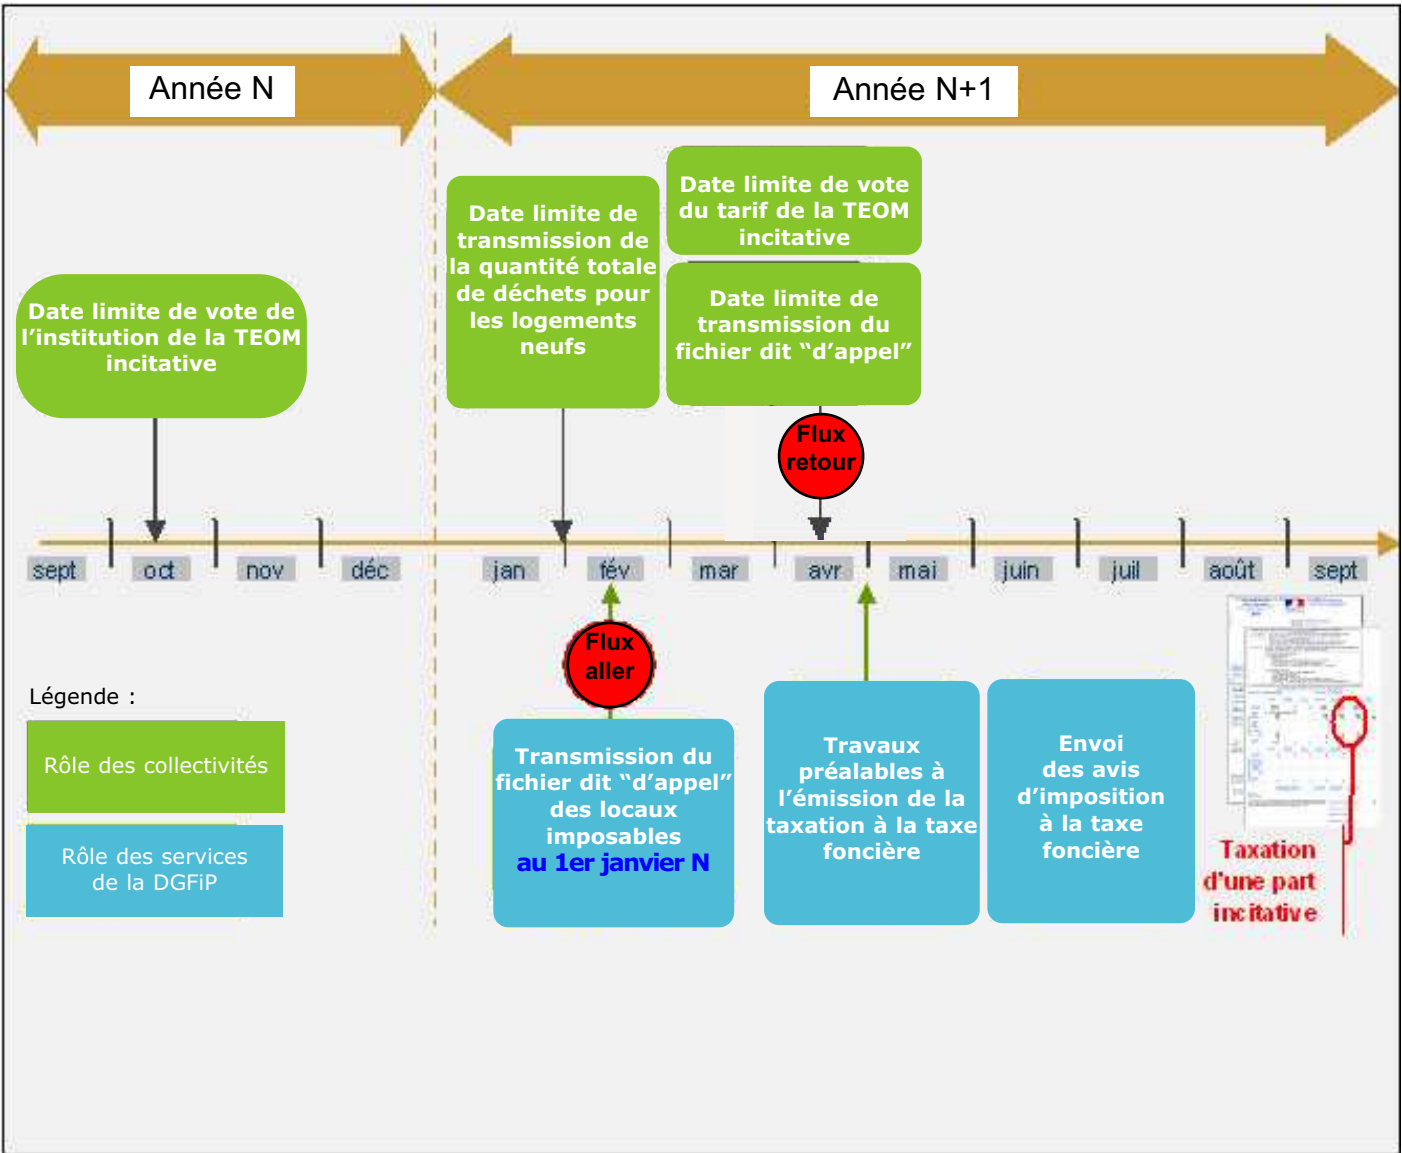 Année N
Année N+1
Date limite de vote de
l’institution de la TEOM
incitative
Date limite de
transmission de
la quantité totale
de déchets pour
les logements
neufs
Date limite de vote
du tarif de la TEOM
incitative
Date limite de
transmission du
fichier dit “d’appel”
Flux
retour
sept oct nov déc jan fév mar avr mai juin juil août sept
Flux
aller
Légende :
Rôle des collectivités
Rôle des services
de la DGFiP
Transmission du
fichier dit “d’appel”
des locaux
imposables
au 1er janvier N
Travaux
préalables à
l’émission de la
taxation à la taxe
foncière
Envoi
des avis
d’imposition
à la taxe
foncière
Taxation
d'une part
incitative